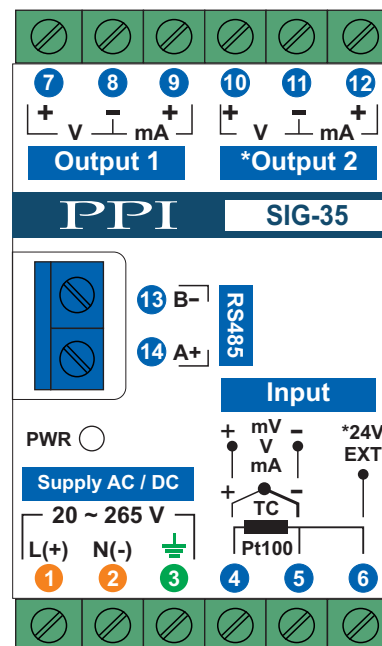 7 8 9 10 11 12
+ − + + − +
V mA V mA
Output 1 *Output 2
PPI SIG-35
13 B−
14 A+
RS485
Input
+ mV − *24V
V EXT
mA
PWR
+ −
TC
Supply AC / DC
20 ~ 265 V
L(+) N(-) Pt100
1 2 3 4 5 6